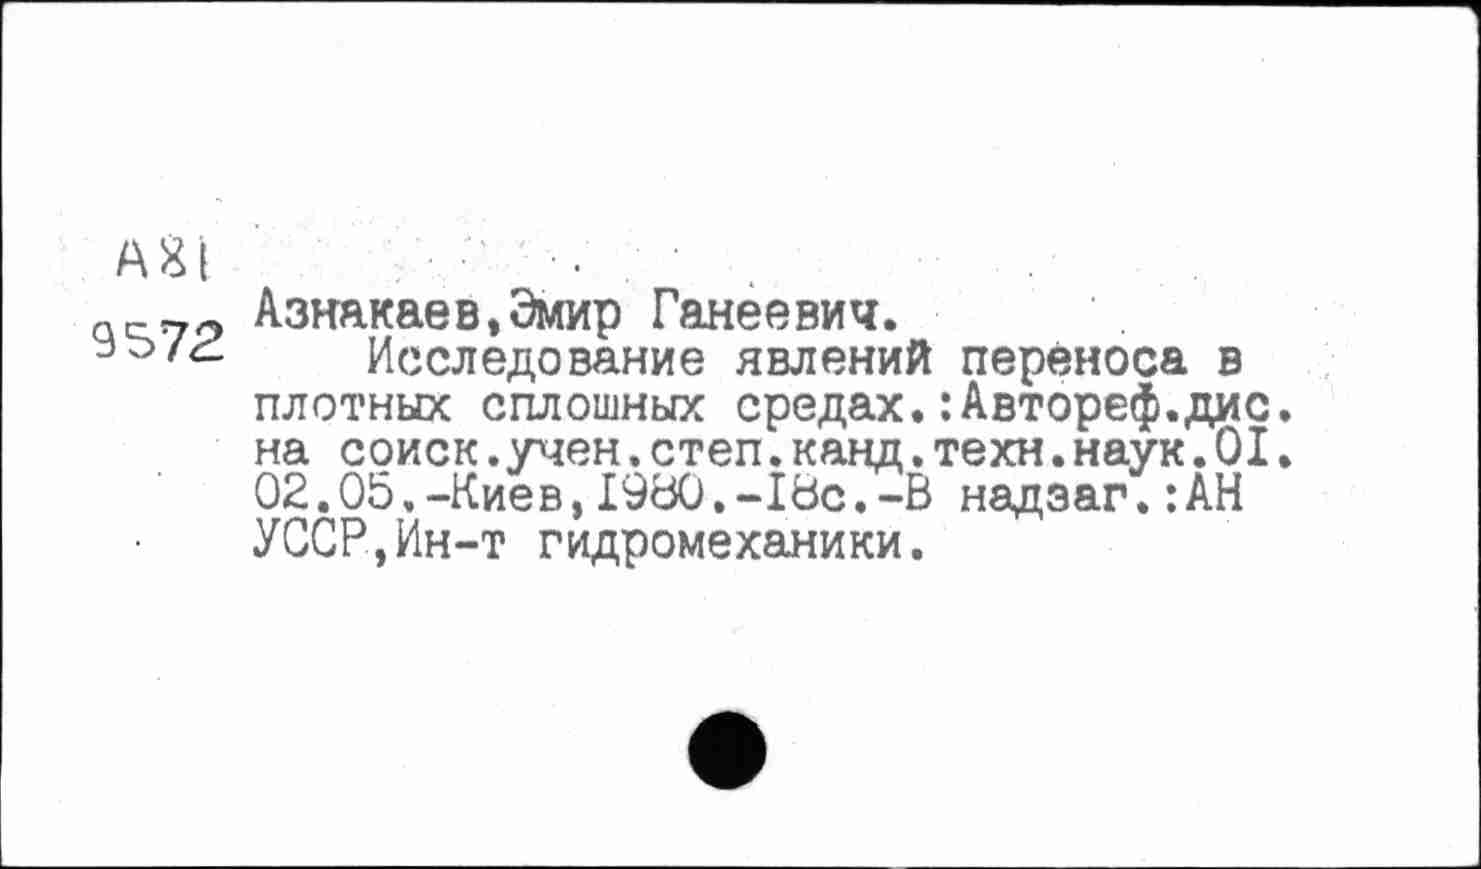 А81
9572
Азнакаев,Эмир Ганеевич.
Исследование явлений переноса в
плотных сплошных средах.:Автореф.дис.
на соиск.учен.степ.канд.техн.наук.01.
02.05.-Киев,1980.-18с.-В надзаг.:АН
УССР,Ин-т гидромеханики.